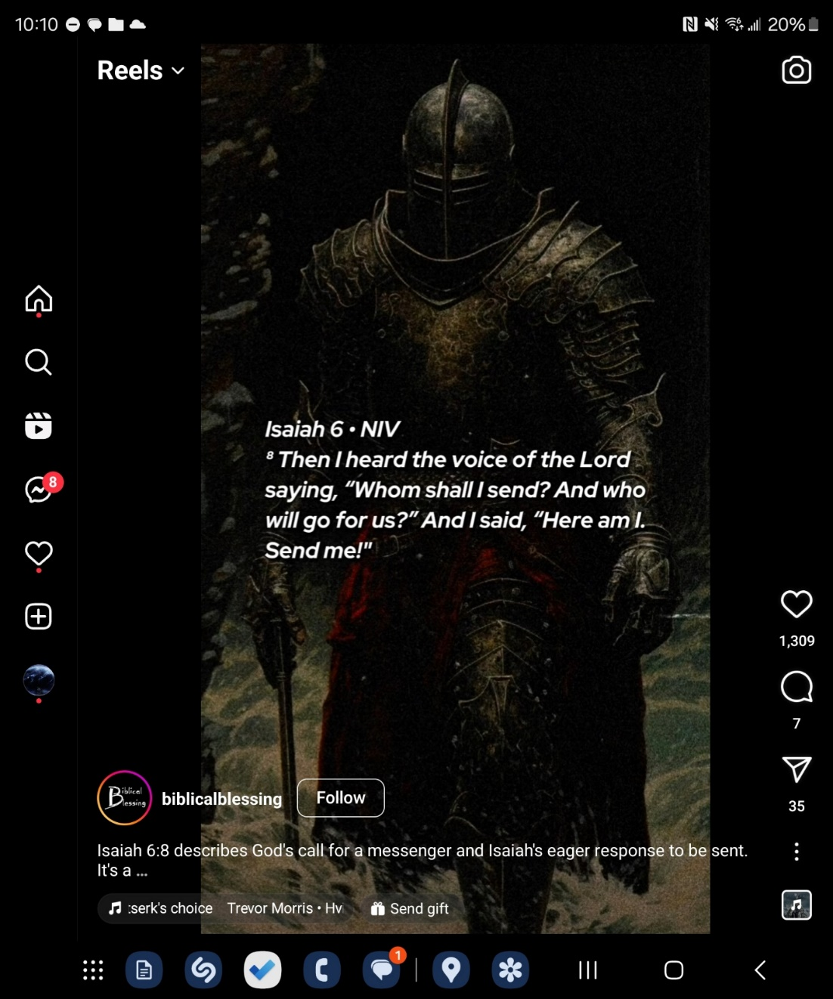 10:10
20%
Reels
Isaiah 6 • NIV
⁸ Then I heard the voice of the Lord
saying, “Whom shall I send? And who
will go for us?” And I said, “Here am I.
Send me!"
8
1,309
7
35
Biblical
Blessing
biblicalblessing
Follow
Isaiah 6:8 describes God's call for a messenger and Isaiah's eager response to be sent.
It's a ...
serk's choice Trevor Morris • Hv
Send gift
1